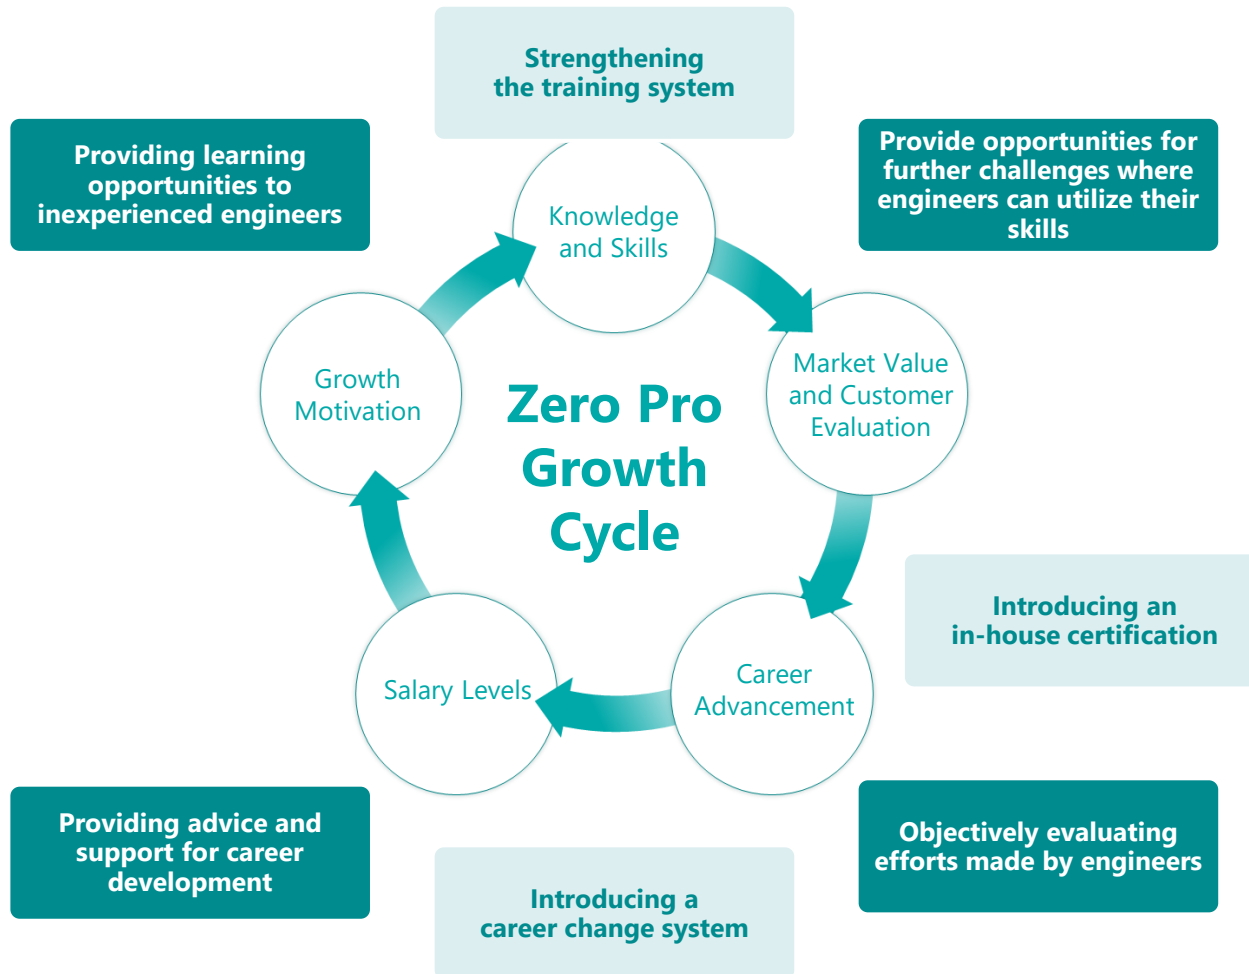 Strengthening
the training system
Providing learning
opportunities to
inexperienced engineers
Provide opportunities for
further challenges where
engineers can utilize their
skills
Knowledge
and Skills
Growth
Motivation
Market Value
and Customer
Evaluation
Zero Pro
Growth
Cycle
Introducing an
in-house certification
Salary Levels
Career
Advancement
Providing advice and
support for career
development
Objectively evaluating
efforts made by engineers
Introducing a
career change system